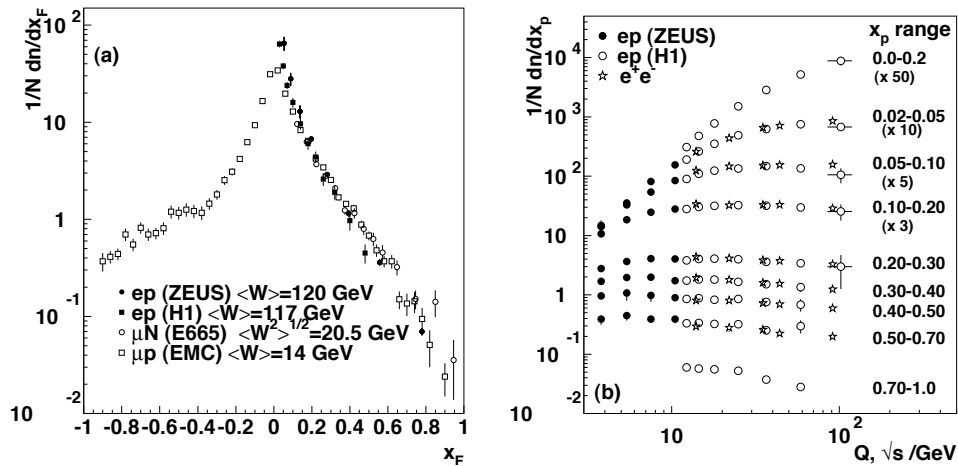 1/N dn/dx_F
(a)
10^2
10
1
10^-1
10^-2
ep (ZEUS) <W>=120 GeV
ep (H1) <W>=117 GeV
μN (E665) <W^2>^1/2=20.5 GeV
μp (EMC) <W>=14 GeV
-1 -0.8 -0.6 -0.4 -0.2 0 0.2 0.4 0.6 0.8 1
x_F
1/N dn/dx_p
ep (ZEUS)
ep (H1)
e^+e^-
x_p range
0.0-0.2
(x 50)
0.02-0.05
(x 10)
0.05-0.10
(x 5)
0.10-0.20
(x 3)
0.20-0.30
0.30-0.40
0.40-0.50
0.50-0.70
0.70-1.0
10^4
10^3
10^2
10
1
10^-1
10^-2
(b)
10 10^2
Q, √s /GeV